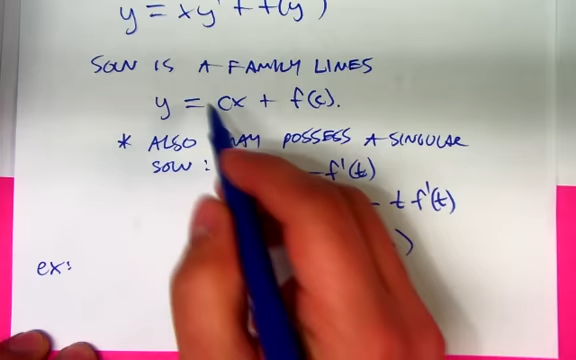 y = xy' + f(y')
SOLN IS A FAMILY LINES
y = cx + f(c).
* ALSO MAY POSSESS A SINGULAR
SOLN: -f'(t)
- t f'(t)
)
ex: